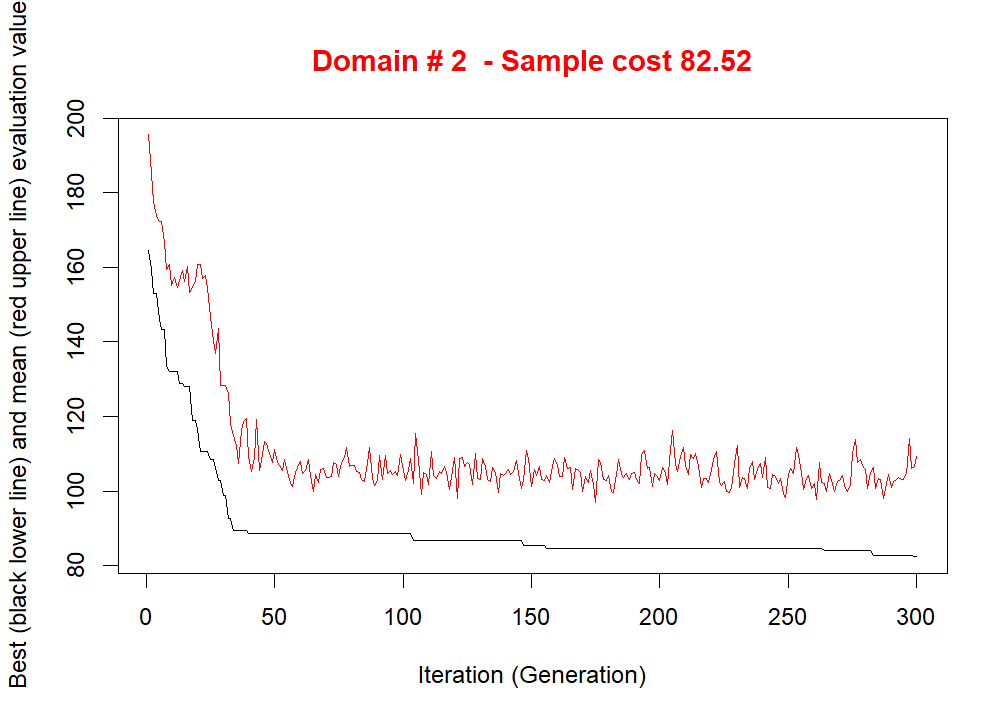 Domain # 2  - Sample cost 82.52
Best (black lower line) and mean (red upper line) evaluation value
200
180
160
140
120
100
80
0 50 100 150 200 250 300
Iteration (Generation)